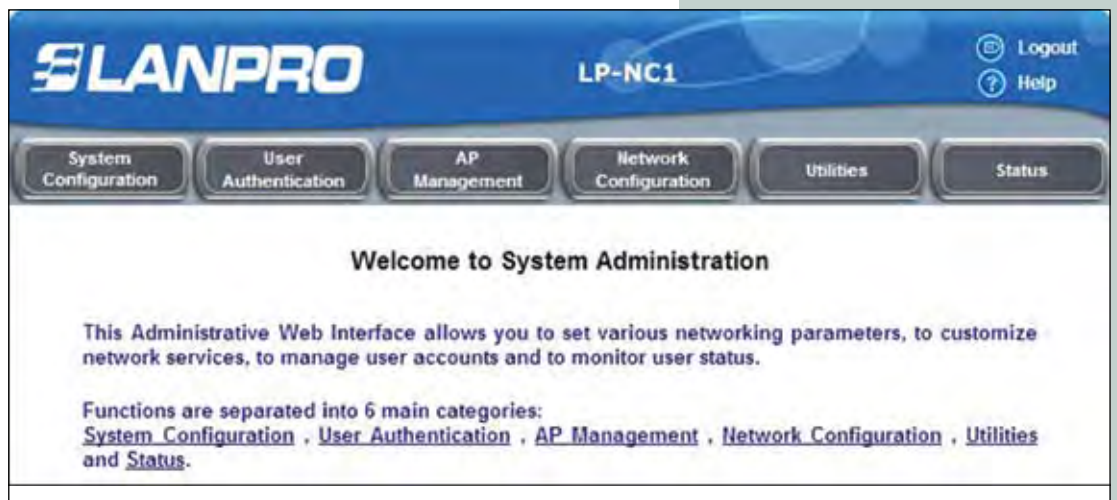 LANPRO
LP-NC1
Logout
Help
System
Configuration
User
Authentication
AP
Management
Network
Configuration
Utilities
Status
Welcome to System Administration
This Administrative Web Interface allows you to set various networking parameters, to customize
network services, to manage user accounts and to monitor user status.
Functions are separated into 6 main categories:
System Configuration , User Authentication , AP Management , Network Configuration , Utilities
and Status.